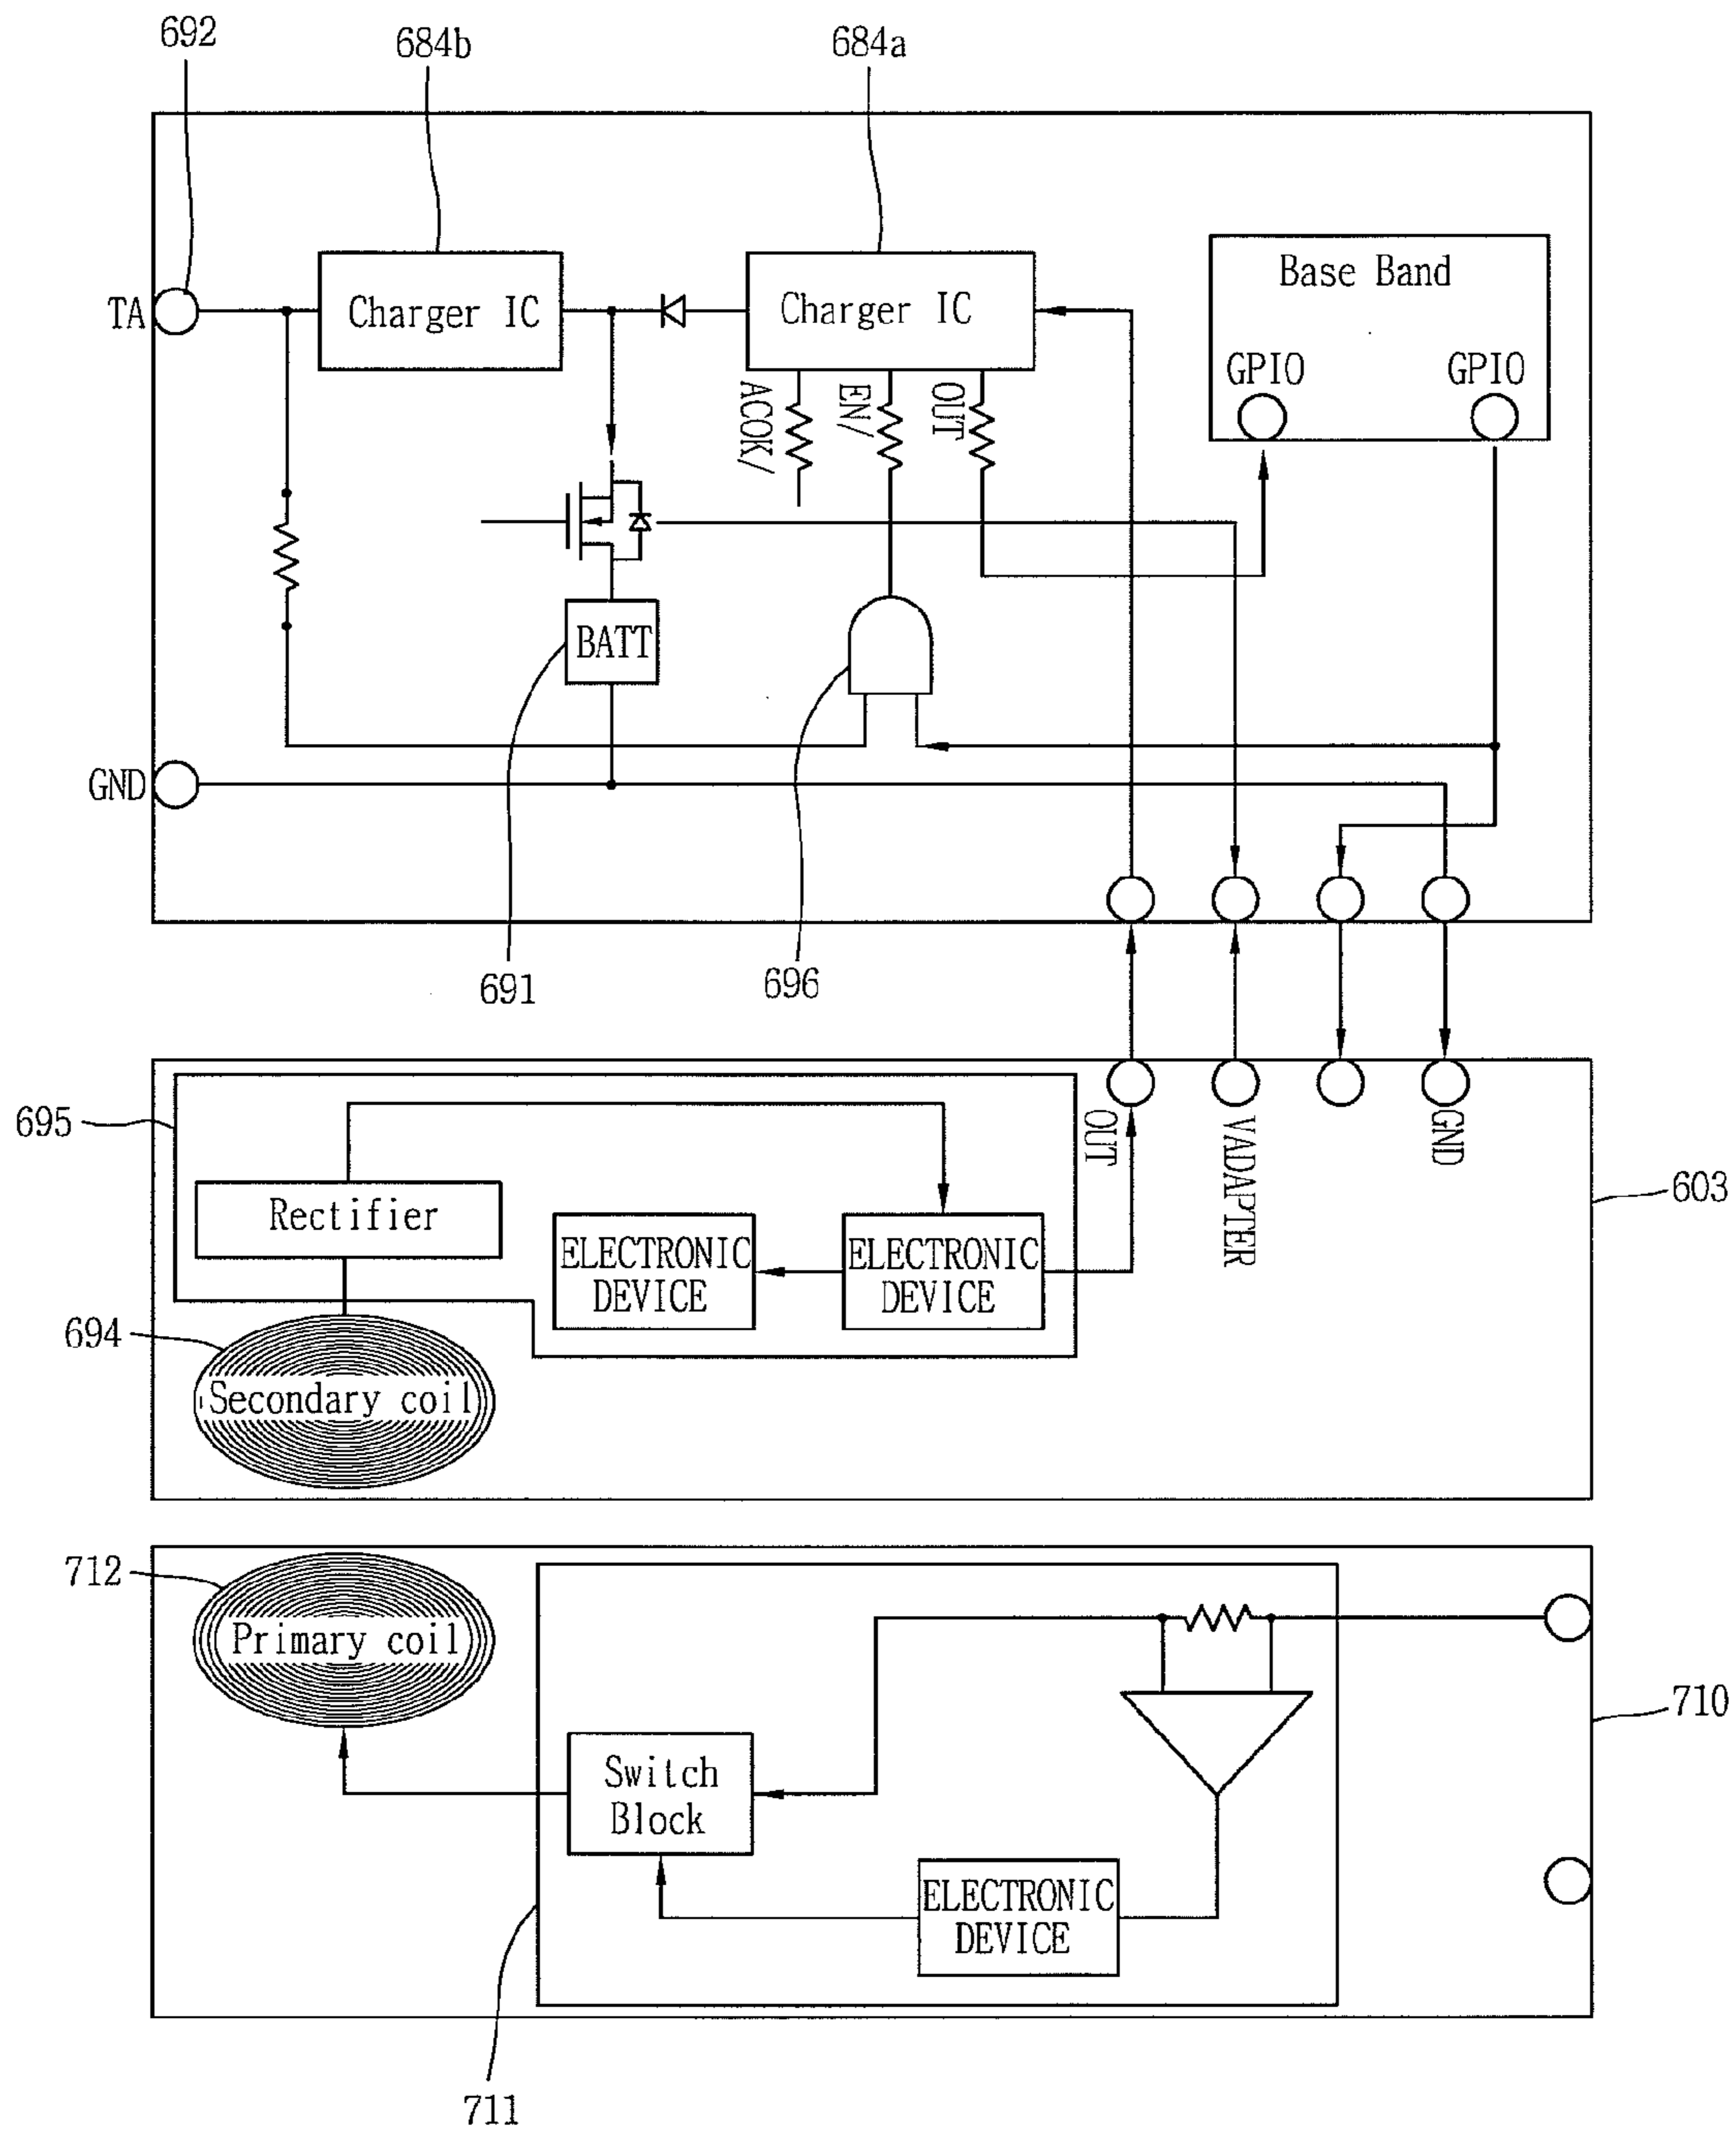 692
684b
684a
TA
Charger IC
Charger IC
Base Band
GPIO
GPIO
ACOK/
EN/
OUT
BATT
GND
691
696
695
OUT
VADAPTER
GND
603
Rectifier
ELECTRONIC
DEVICE
ELECTRONIC
DEVICE
694
Secondary coil
712
Primary coil
710
Switch
Block
ELECTRONIC
DEVICE
711